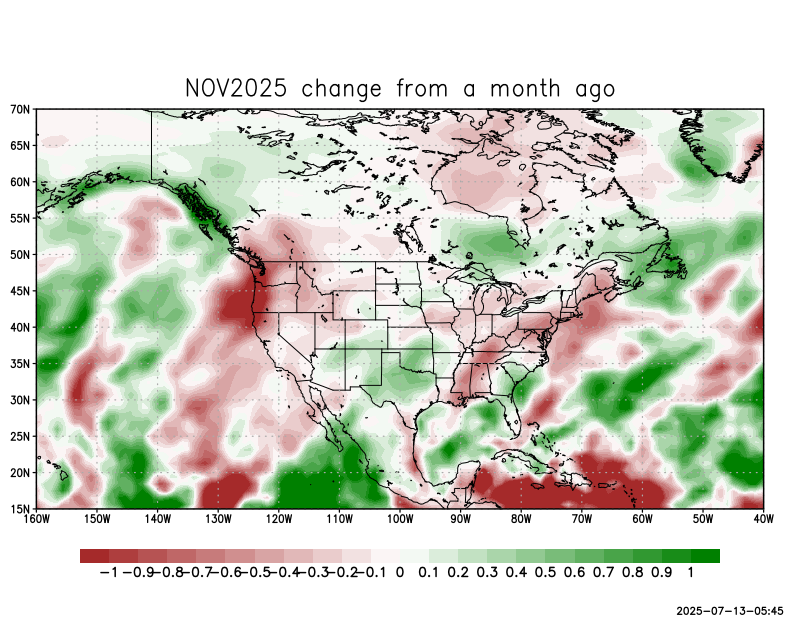 NOV2025 change from a month ago
70N
65N
60N
55N
50N
45N
40N
35N
30N
25N
20N
15N
160W 150W 140W 130W 120W 110W 100W 90W 80W 70W 60W 50W 40W
-1 -0.9 -0.8 -0.7 -0.6 -0.5 -0.4 -0.3 -0.2 -0.1 0 0.1 0.2 0.3 0.4 0.5 0.6 0.7 0.8 0.9 1
2025-07-13-05:45